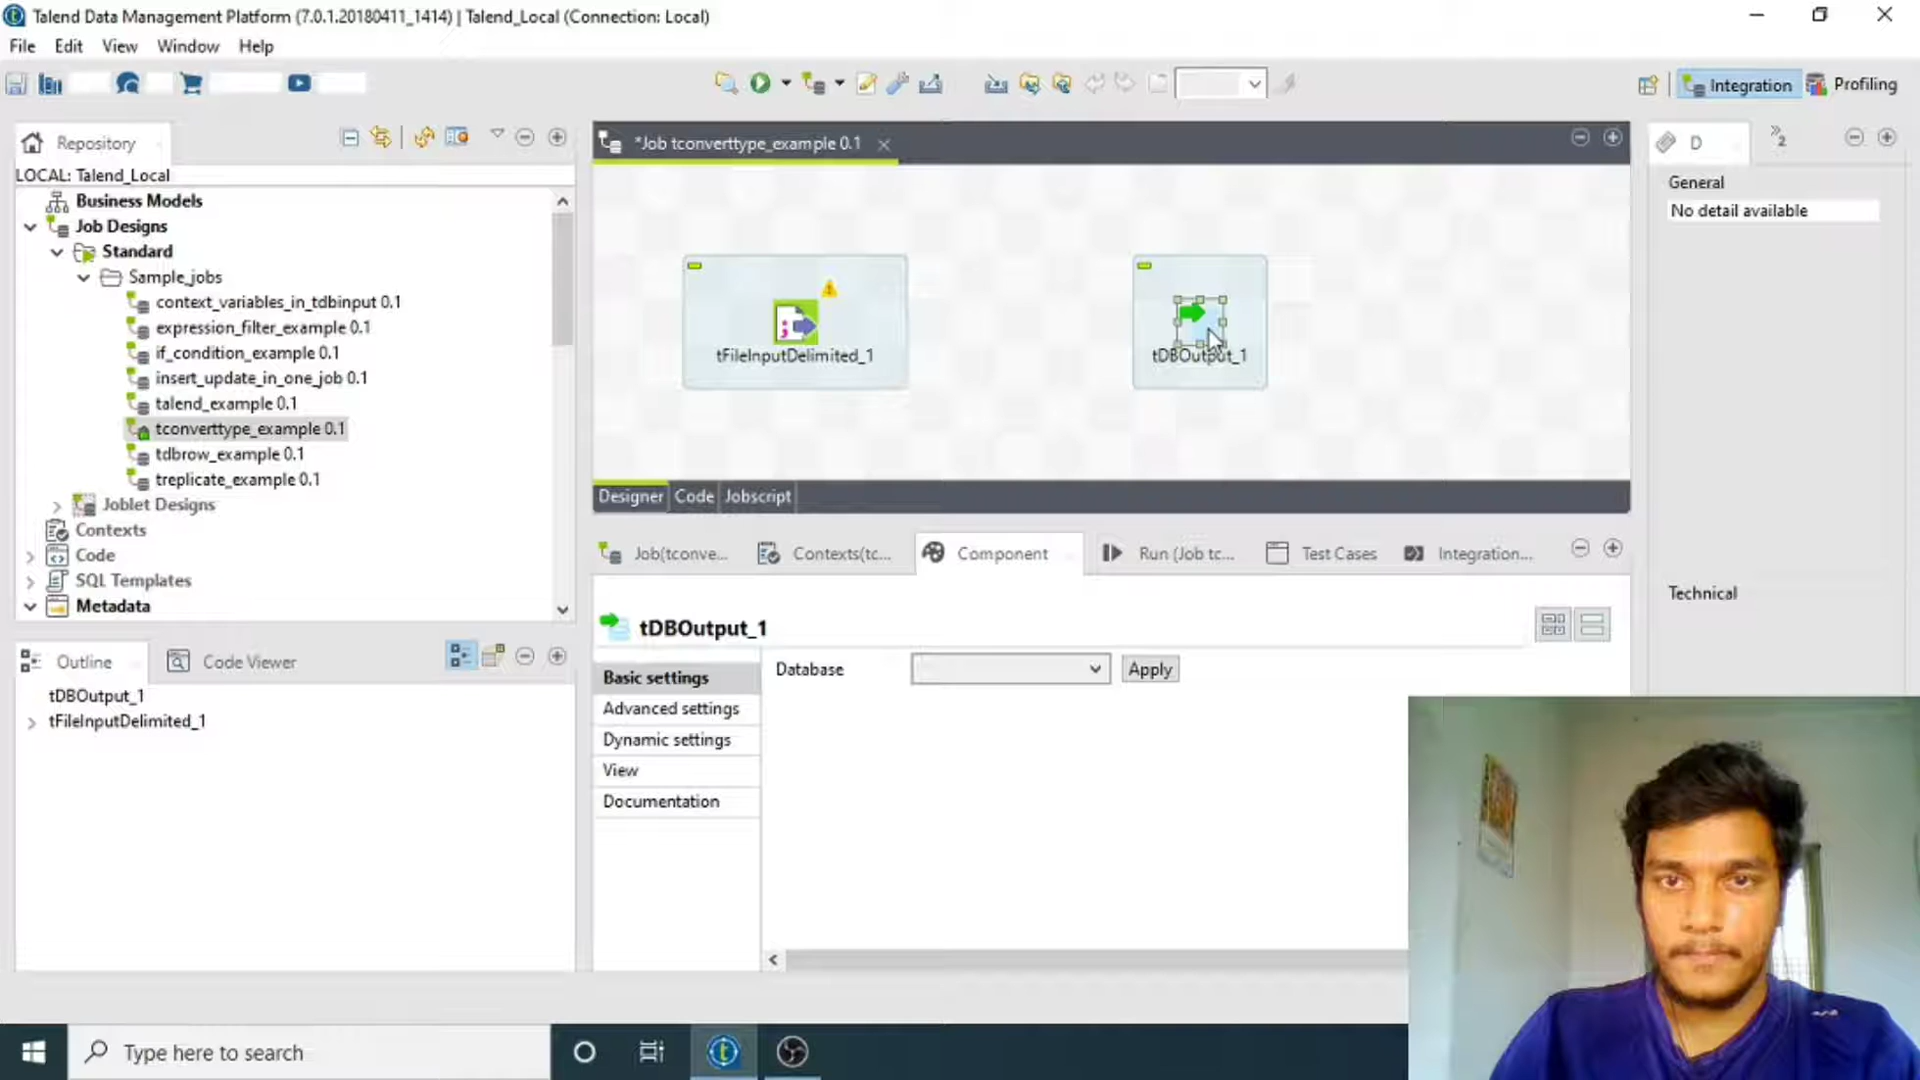 Talend Data Management Platform (7.0.1.20180411_1414) | Talend_Local (Connection: Local)
File Edit View Window Help
Integration Profiling
Repository
LOCAL: Talend_Local
Business Models
Job Designs
Standard
Sample_jobs
context_variables_in_tdbinput 0.1
expression_filter_example 0.1
if_condition_example 0.1
insert_update_in_one_job 0.1
talend_example 0.1
tconverttype_example 0.1
tdbrow_example 0.1
treplicate_example 0.1
Joblet Designs
Contexts
Code
SQL Templates
Metadata
*Job tconverttype_example 0.1
tFileInputDelimited_1
tDBOutput_1
Designer Code Jobscript
D
2
General
No detail available
Technical
Job(tconve... Contexts(tc... Component Run (Job tc... Test Cases Integration...
tDBOutput_1
Basic settings
Advanced settings
Dynamic settings
View
Documentation
Database
Apply
Outline Code Viewer
tDBOutput_1
tFileInputDelimited_1
Type here to search